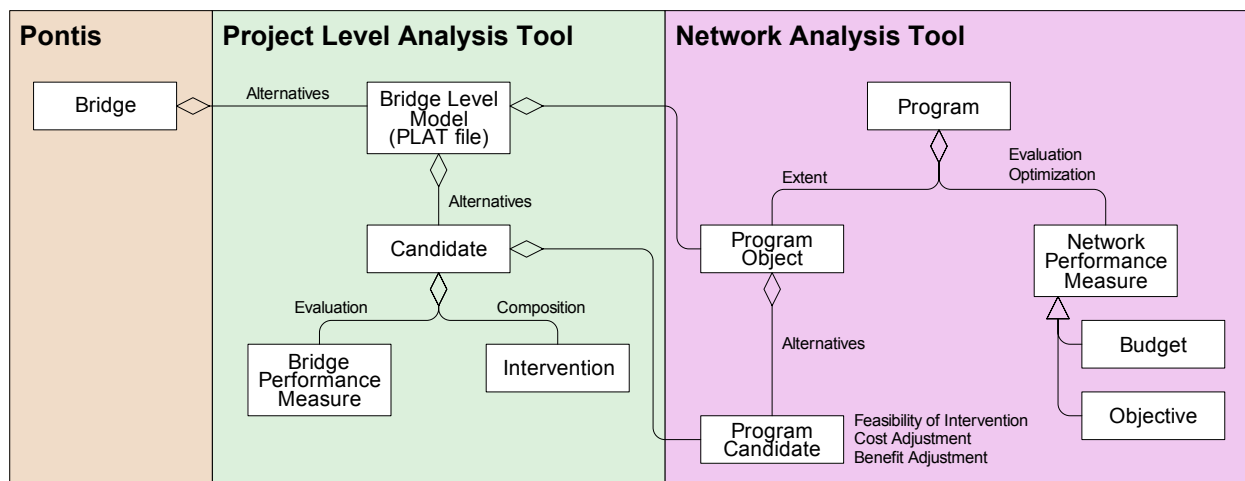 Pontis
Project Level Analysis Tool
Network Analysis Tool
Bridge
Alternatives
Bridge Level
Model
(PLAT file)
Program
Evaluation
Optimization
Extent
Alternatives
Candidate
Program
Object
Network
Performance
Measure
Evaluation
Composition
Alternatives
Budget
Bridge
Performance
Measure
Intervention
Objective
Program
Candidate
Feasibility of Intervention
Cost Adjustment
Benefit Adjustment